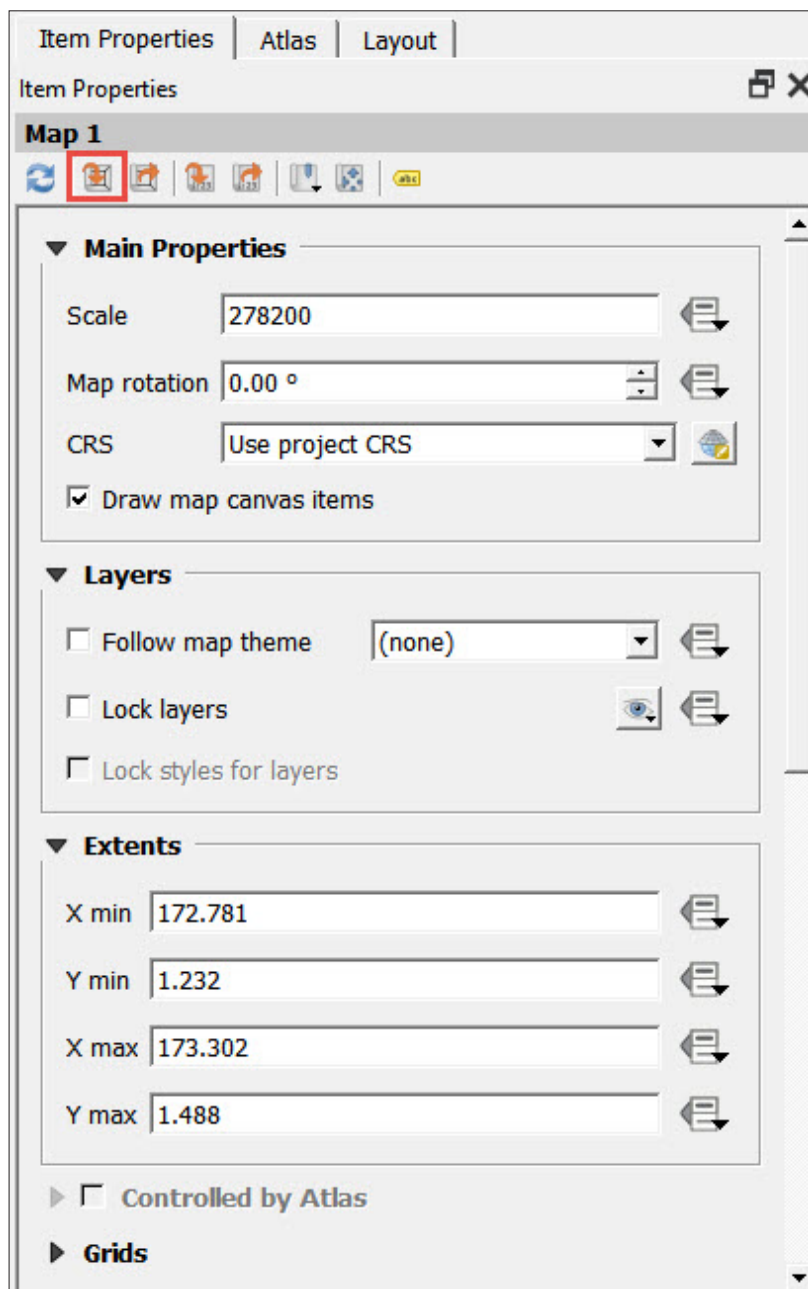 Item Properties Atlas Layout
Item Properties
Map 1
abc
Main Properties
Scale 278200
Map rotation 0.00 º
CRS Use project CRS
Draw map canvas items
Layers
Follow map theme (none)
Lock layers
Lock styles for layers
Extents
X min 172.781
Y min 1.232
X max 173.302
Y max 1.488
Controlled by Atlas
Grids